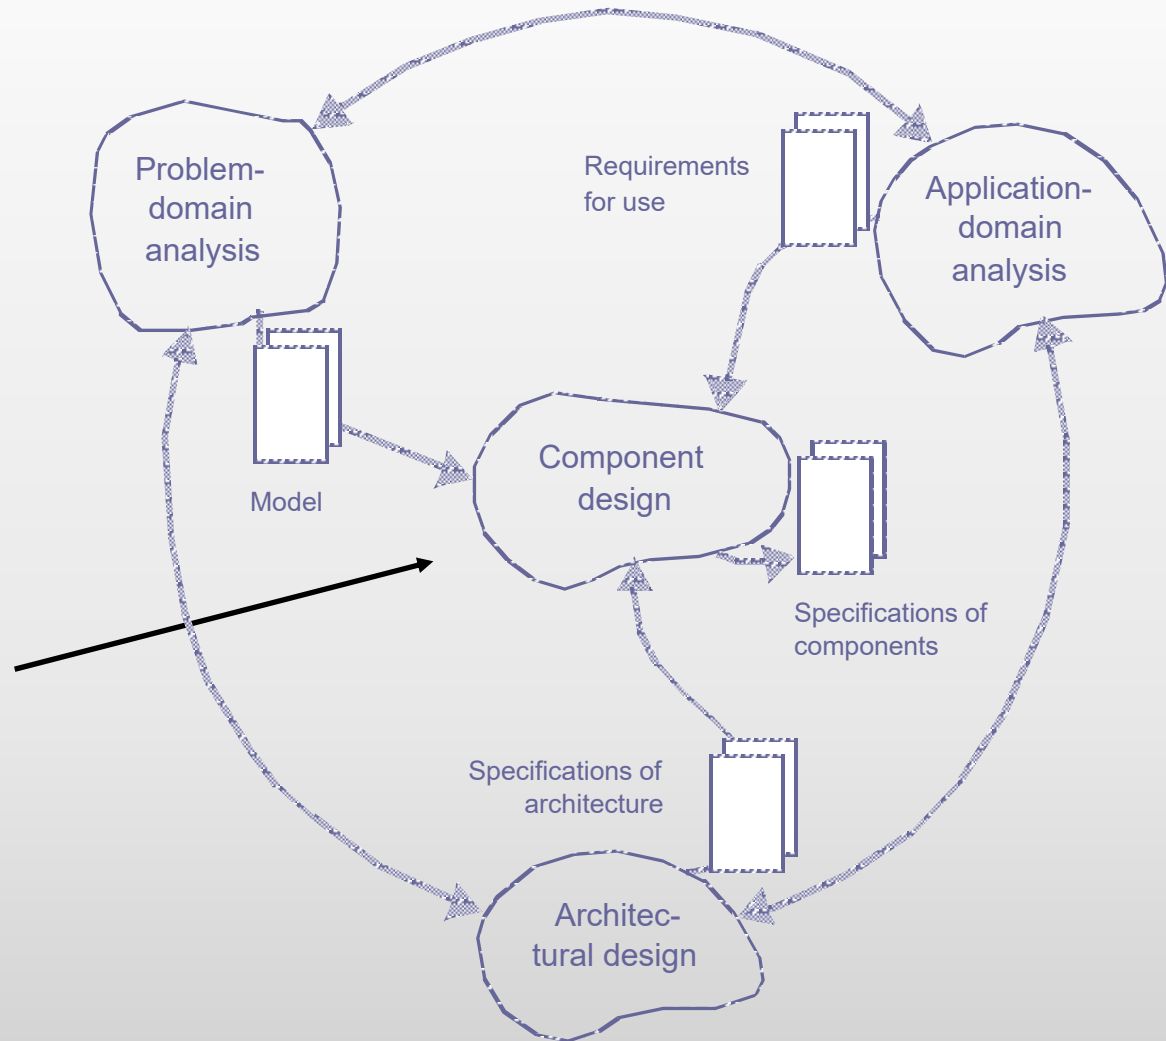 Problem-
domain
analysis
Requirements
for use
Application-
domain
analysis
Model
Component
design
Specifications of
components
Specifications of
architecture
Architec-
tural design